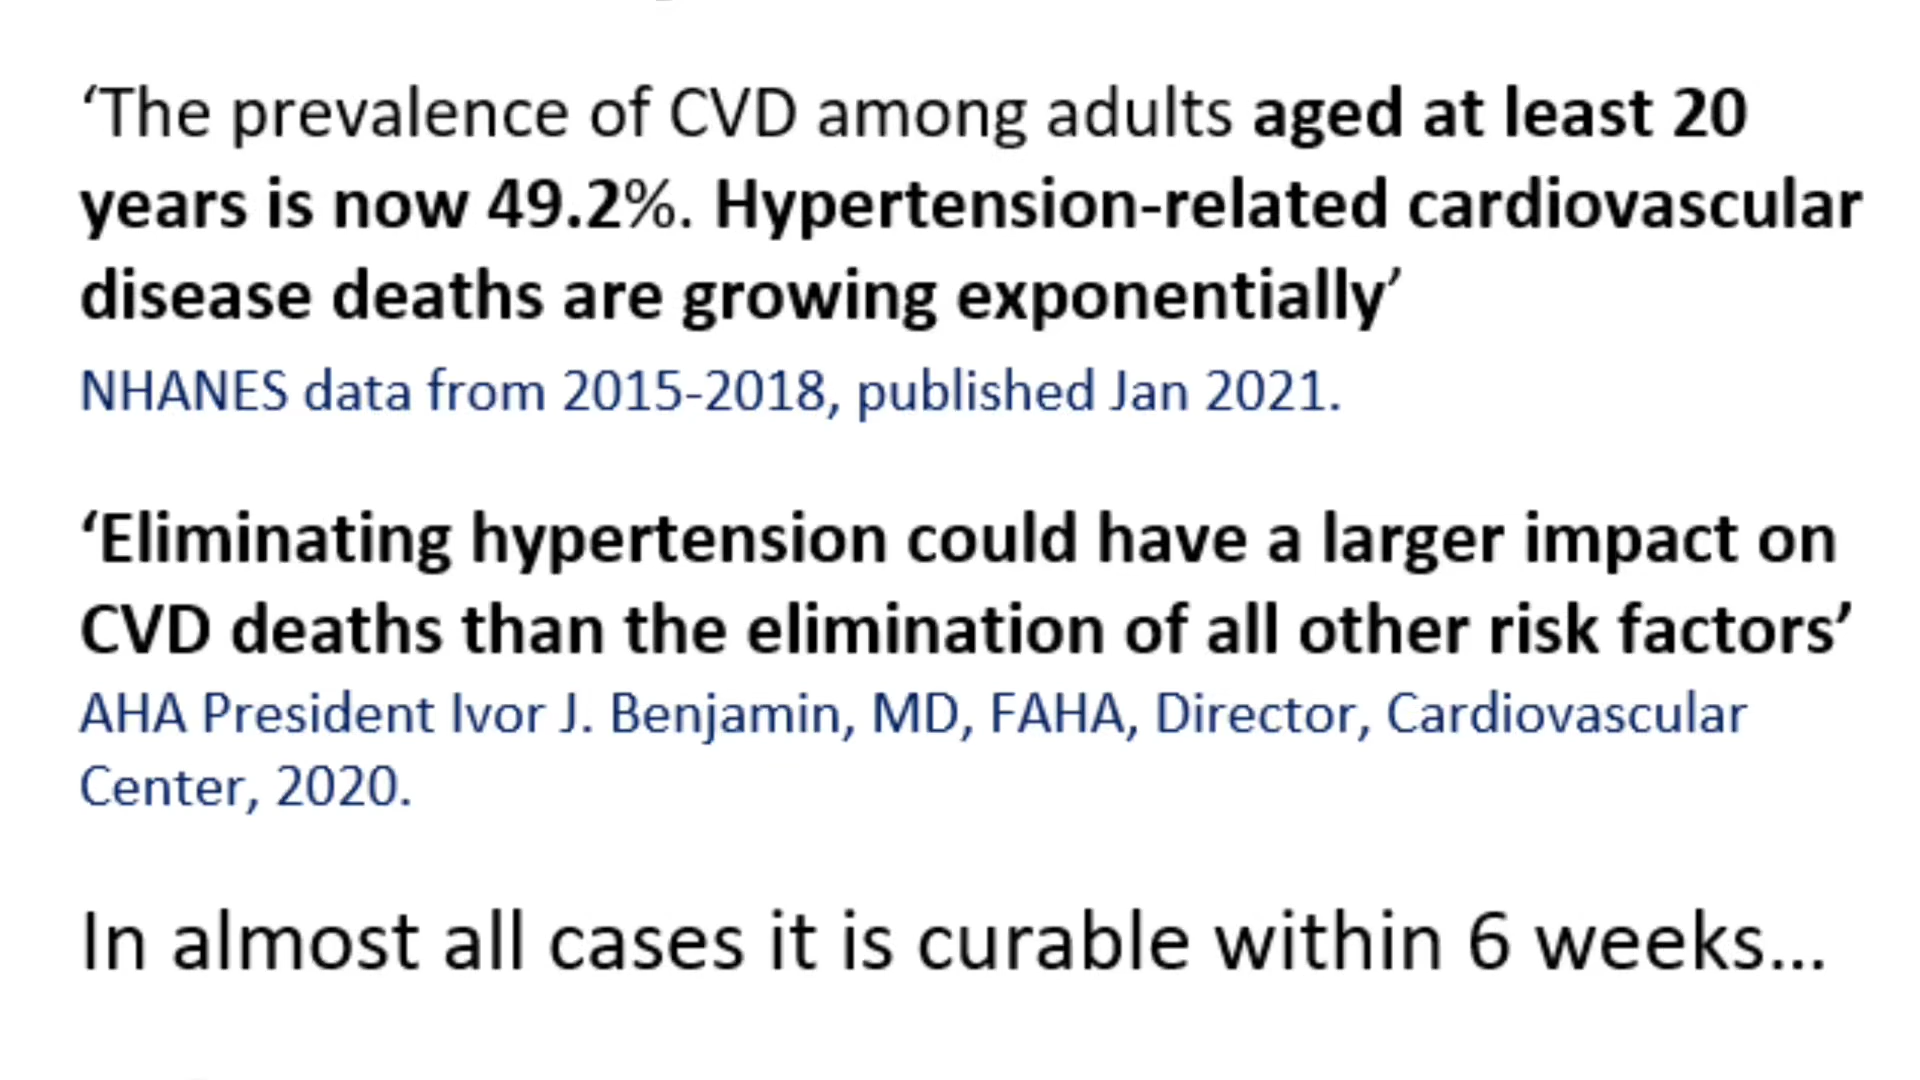 ‘The prevalence of CVD among adults aged at least 20
years is now 49.2%. Hypertension-related cardiovascular
disease deaths are growing exponentially’
NHANES data from 2015-2018, published Jan 2021.
‘Eliminating hypertension could have a larger impact on
CVD deaths than the elimination of all other risk factors’
AHA President Ivor J. Benjamin, MD, FAHA, Director, Cardiovascular
Center, 2020.
In almost all cases it is curable within 6 weeks...